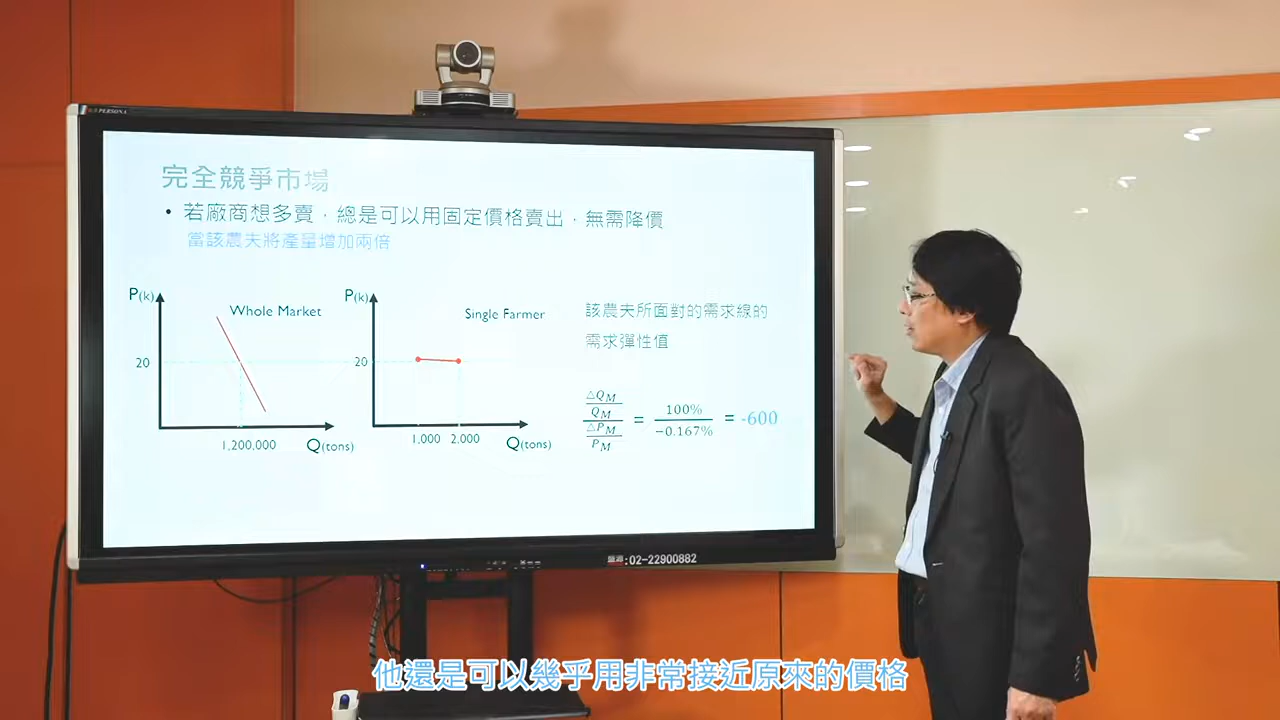 PERSONA
完全競爭市場
• 若廠商想多賣，總是可以用固定價格賣出，無需降價
當該農夫將產量增加兩倍
P(k)
Whole Market
20
1,200,000
Q(tons)
P(k)
Single Farmer
20
1,000 2,000
Q(tons)
該農夫所面對的需求線的
需求彈性值
△Q_M
Q_M
△P_M
P_M
=
100%
−0.167%
= -600
:02-22900882
他還是可以幾乎用非常接近原來的價格